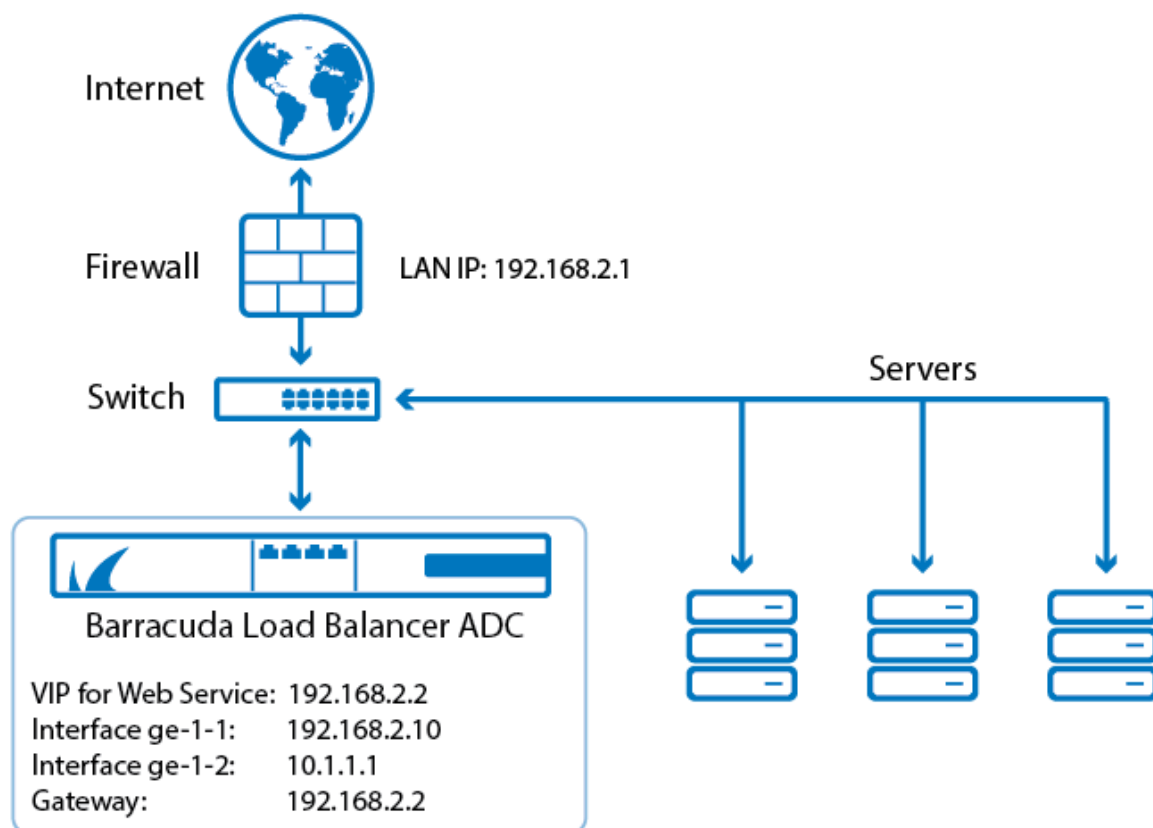 Internet
Firewall
LAN IP: 192.168.2.1
Switch
Servers
Barracuda Load Balancer ADC
VIP for Web Service: 192.168.2.2
Interface ge-1-1: 192.168.2.10
Interface ge-1-2: 10.1.1.1
Gateway: 192.168.2.2